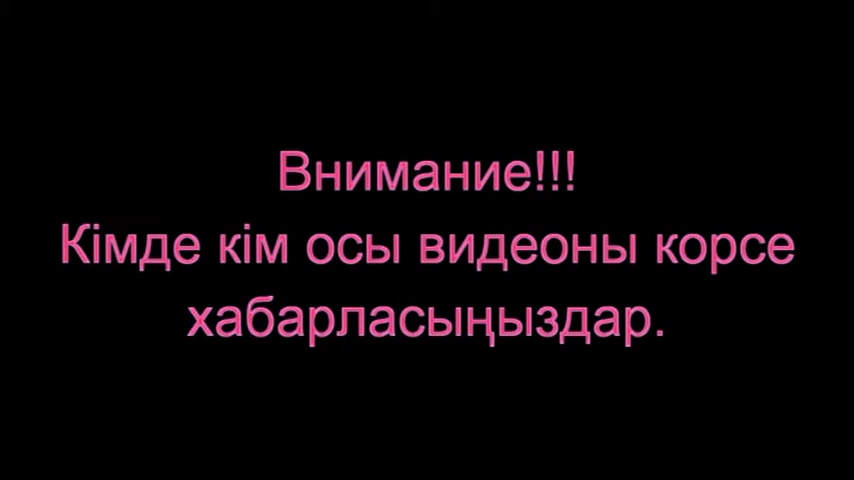 Внимание!!!
Кімде кім осы видеоны корсе
хабарласыңыздар.